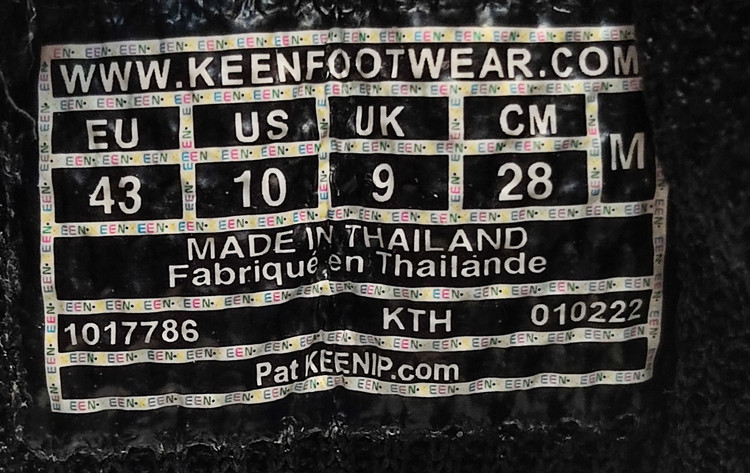 WWW.KEENFOOTWEAR.COM
EU US UK CM M
43 10 9 28
MADE IN THAILAND
Fabriqué en Thaïlande
1017786 KTH 010222
Pat KEENIP.com